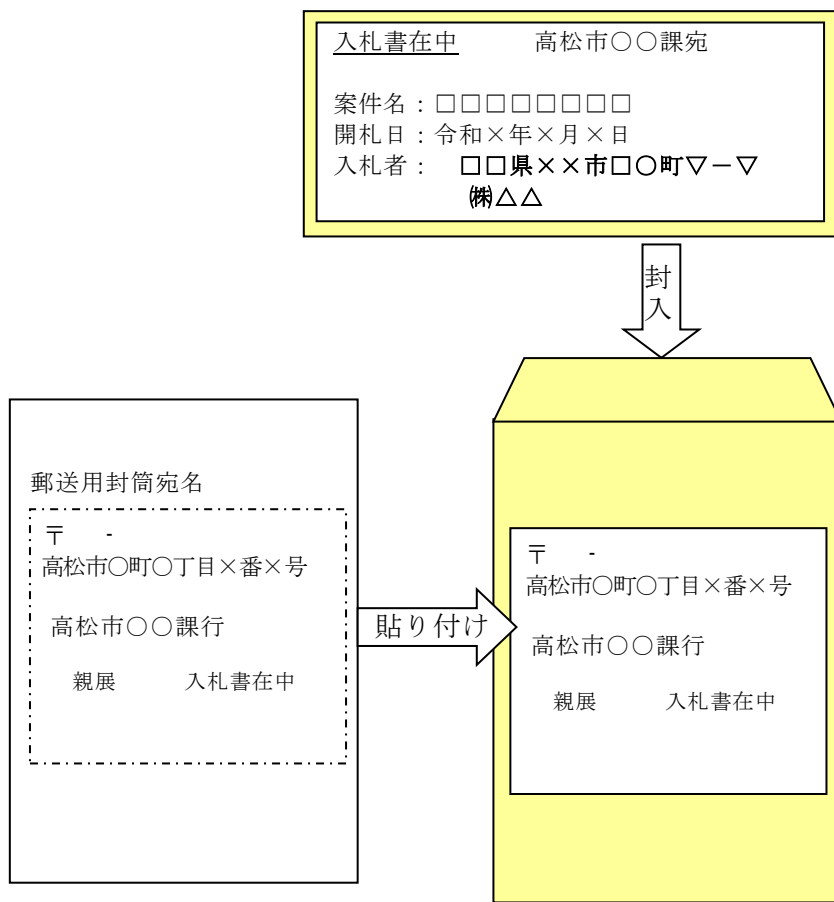 入札書在中　　　高松市〇〇課宛
案件名：□□□□□□□□
開札日：令和×年×月×日
入札者：　□□県××市□〇町▽－▽
㈱△△
封入
郵送用封筒宛名
〒　-
高松市〇町〇丁目×番×号
高松市〇〇課行
親展　　　入札書在中
貼り付け
〒　-
高松市〇町〇丁目×番×号
高松市〇〇課行
親展　　　入札書在中